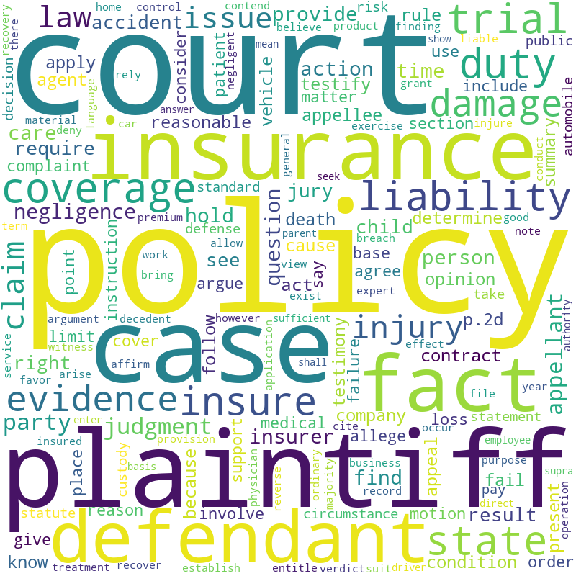 recovery
there
home
control
contend
believe
product
risk
finding
rule
mean
show
liable
negligent
law
accident
issue
provide
trial
decision
apply
agent
rely
language
consider
patient
vehicle
action
testify
matter
use
time
include
public
duty
court
material
deny
answer
car
grant
exercise
injure
conduct
care
reasonable
appellee
section
damage
summary
automobile
require
complaint
general
insurance
seek
coverage
standard
jury
liability
negligence
hold
death
child
determine
good
term
premium
defense
question
parent
cause
breach
person
note
claim
point
work
allow
see
act
say
view
exist
base
agree
expert
opinion
take
instruction
bring
argue
policy
service
argument
decedent
however
sufficient
effect
authority
limit
witness
cover
follow
application
shall
injury
p.2d
right
affirm
case
testimony
failure
contract
appellant
favor
arise
fact
evidence
insure
file
year
party
judgment
medical
company
cite
loss
occur
statement
insured
provision
because
support
insurer
allege
appeal
employee
place
custody
basis
physician
reverse
ordinary
business
find
purpose
supra
plaintiff
statute
reason
majority
record
pay
fail
direct
operation
give
involve
circumstance
motion
result
present
defendant
state
know
condition
order
treatment
recover
establish
entitle
verdict
suit
driver